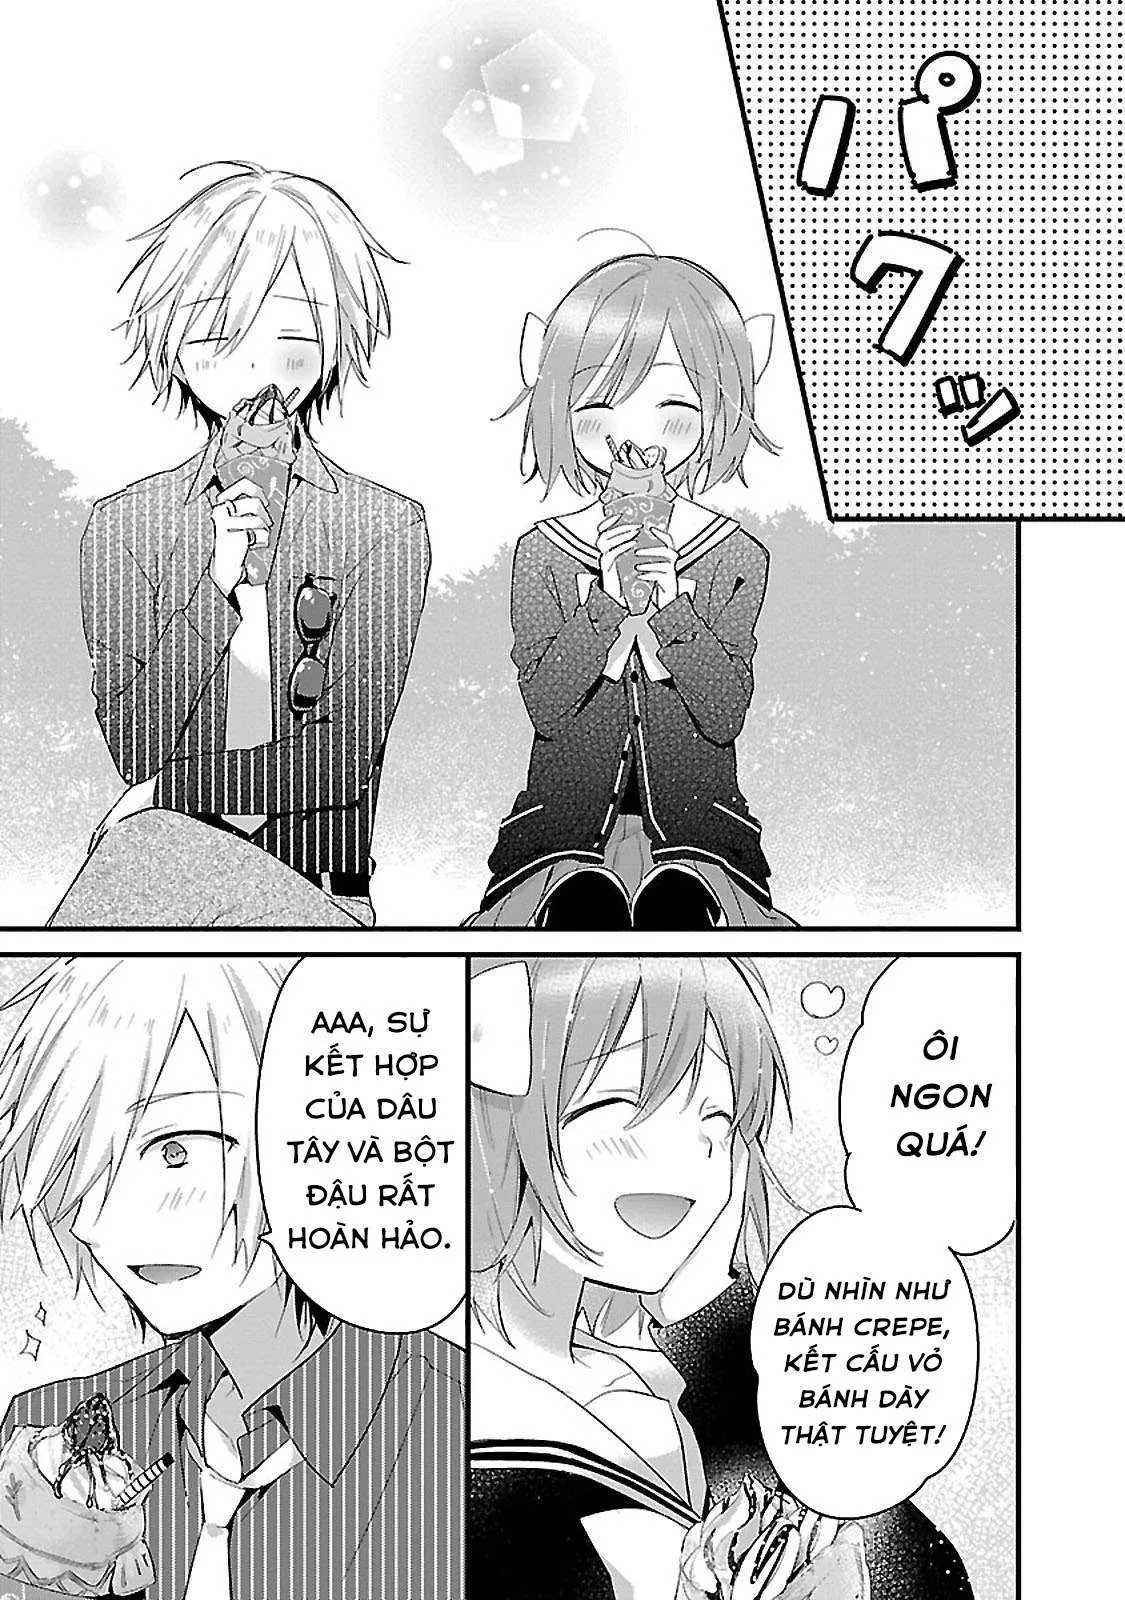 パクッ
ÔI
NGON
QUÁ!
DÙ NHÌN NHƯ
BÁNH CREPE,
KẾT CẤU VỎ
BÁNH DÀY
THẬT TUYỆT!
AAA, SỰ
KẾT HỢP
CỦA DÂU
TÂY VÀ BỘT
ĐẬU RẤT
HOÀN HẢO.